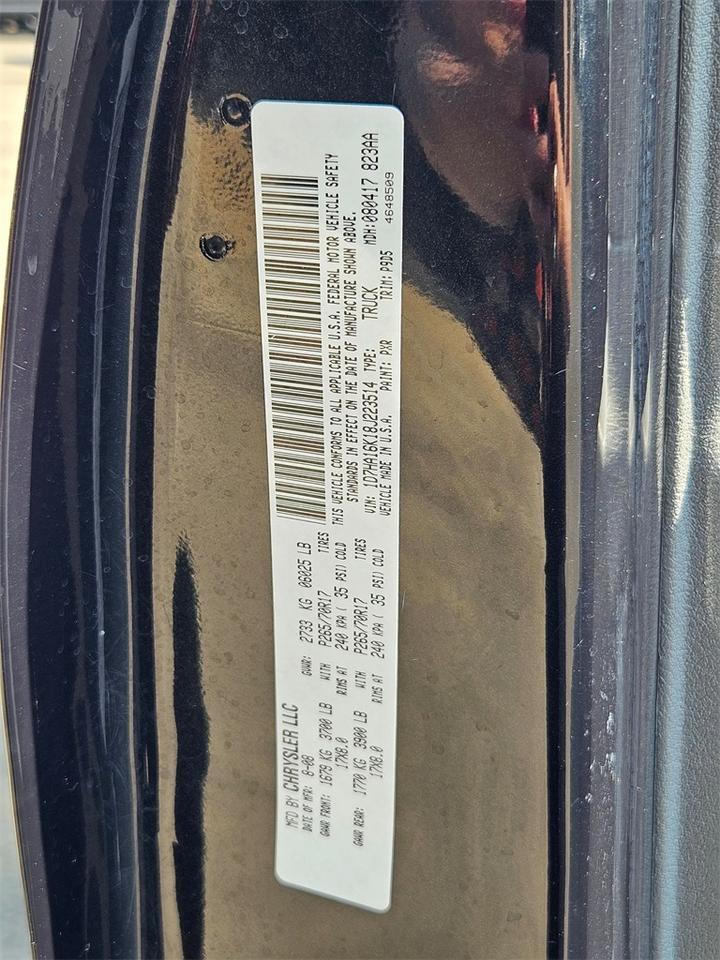 MFD BY CHRYSLER LLC
DATE OF MFR: 8-08 GVWR: 2733 KG 06025 LB
GAWR FRONT: 1679 KG 3700 LB WITH P265/70R17 TIRES
17X8.0 RIMS AT 240 KPA ( 35 PSI) COLD
GAWR REAR: 1770 KG 3900 LB WITH P265/70R17 TIRES
17X8.0 RIMS AT 240 KPA ( 35 PSI) COLD
THIS VEHICLE CONFORMS TO ALL APPLICABLE U.S.A. FEDERAL MOTOR VEHICLE SAFETY
STANDARDS IN EFFECT ON THE DATE OF MANUFACTURE SHOWN ABOVE.
VIN: 1D7HA16K18J223514 TYPE: TRUCK MDH:080417 823AA
VEHICLE MADE IN U.S.A. PAINT: PXR TRIM: P9D5 4648509